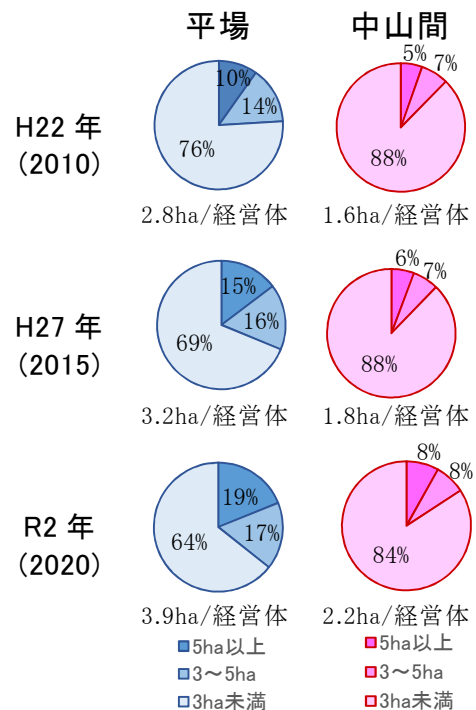 平場
中山間
H22 年
(2010)
10%
14%
76%
2.8ha/経営体
5%
7%
88%
1.6ha/経営体
H27 年
(2015)
15%
16%
69%
3.2ha/経営体
6%
7%
88%
1.8ha/経営体
R2 年
(2020)
19%
17%
64%
3.9ha/経営体
8%
8%
84%
2.2ha/経営体
5ha以上
3～5ha
3ha未満
5ha以上
3～5ha
3ha未満